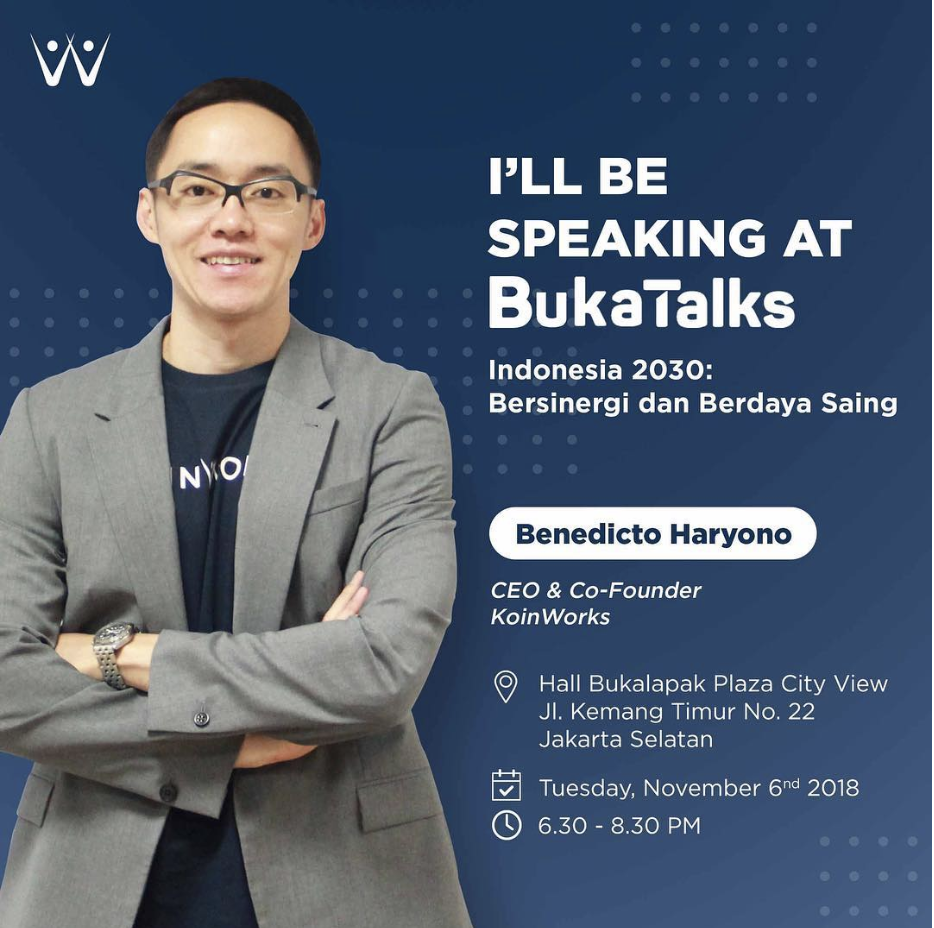 I'LL BE
SPEAKING AT
BukaTalks
Indonesia 2030:
Bersinergi dan Berdaya Saing
Benedicto Haryono
CEO & Co-Founder
KoinWorks
Hall Bukalapak Plaza City View
Jl. Kemang Timur No. 22
Jakarta Selatan
Tuesday, November 6nd 2018
6.30 - 8.30 PM